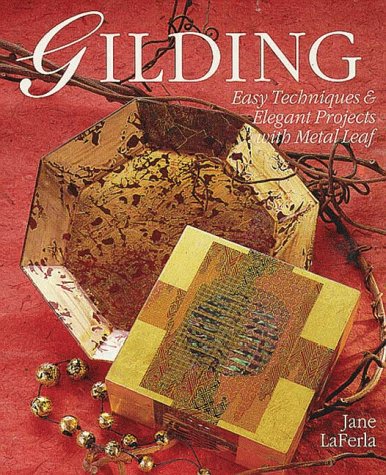 GILDING
Easy Techniques &
Elegant Projects
with Metal Leaf
Jane
LaFerla